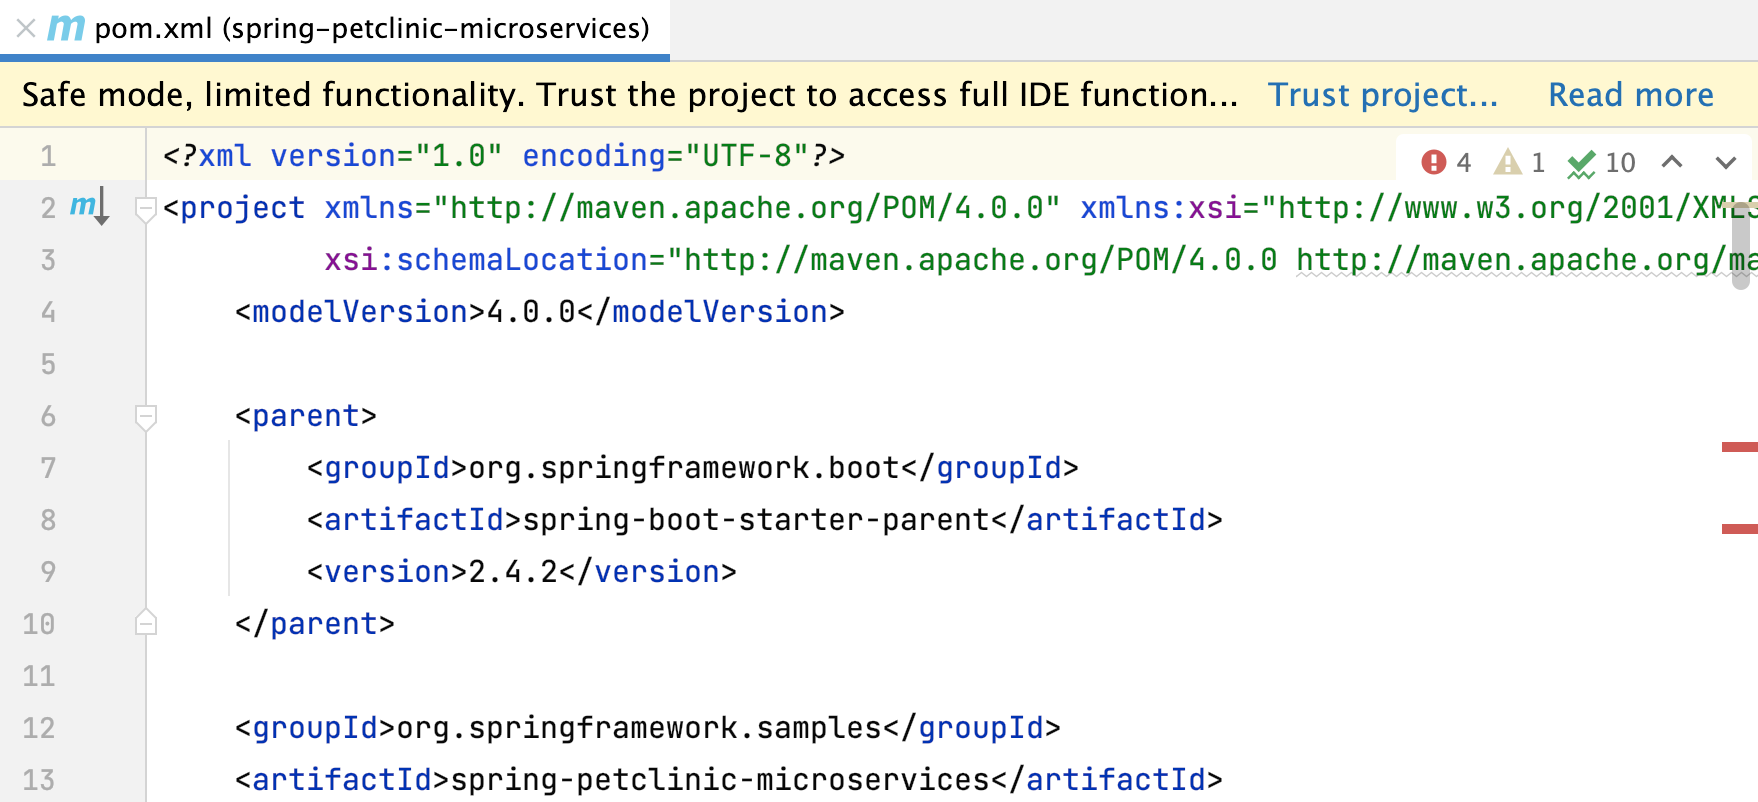 pom.xml (spring-petclinic-microservices)
Safe mode, limited functionality. Trust the project to access full IDE function... Trust project... Read more
1 <?xml version="1.0" encoding="UTF-8"?> 4 1 10
2 <project xmlns="http://maven.apache.org/POM/4.0.0" xmlns:xsi="http://www.w3.org/2001/XMLS
3 xsi:schemaLocation="http://maven.apache.org/POM/4.0.0 http://maven.apache.org/ma
4 <modelVersion>4.0.0</modelVersion>
5
6 <parent>
7 <groupId>org.springframework.boot</groupId>
8 <artifactId>spring-boot-starter-parent</artifactId>
9 <version>2.4.2</version>
10 </parent>
11
12 <groupId>org.springframework.samples</groupId>
13 <artifactId>spring-petclinic-microservices</artifactId>